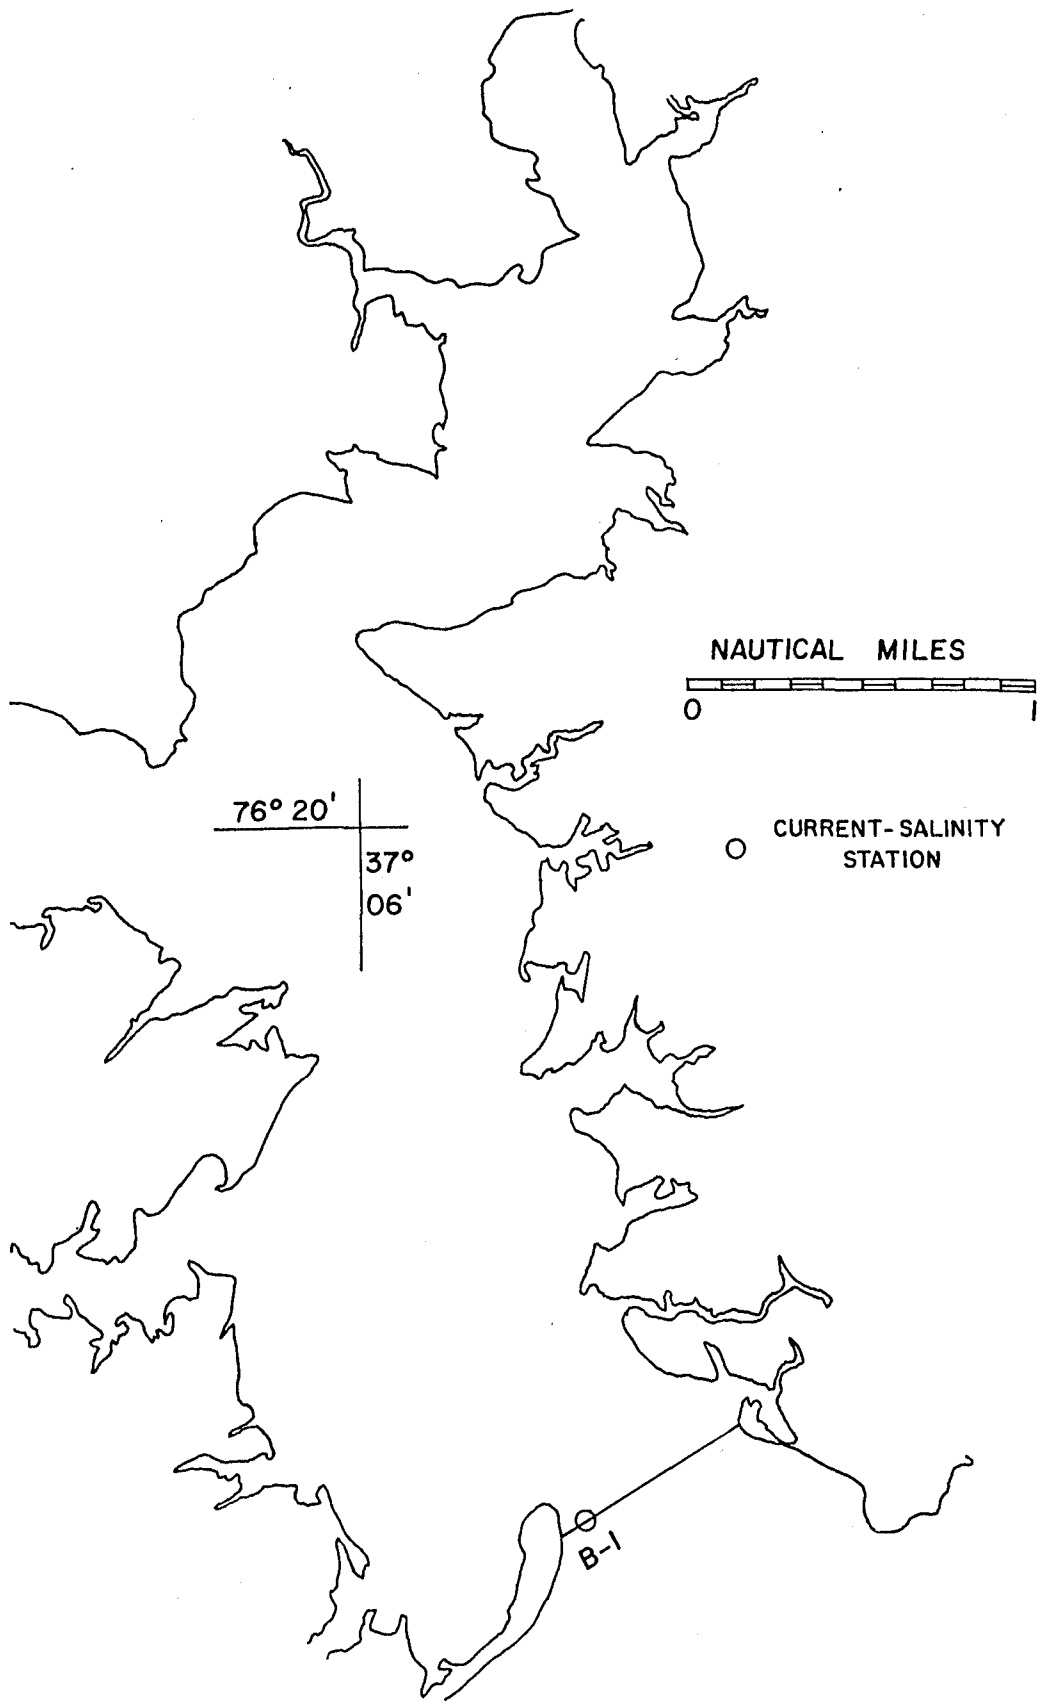 NAUTICAL MILES
0 1
76° 20'
37°
06'
CURRENT-SALINITY
STATION
B-1